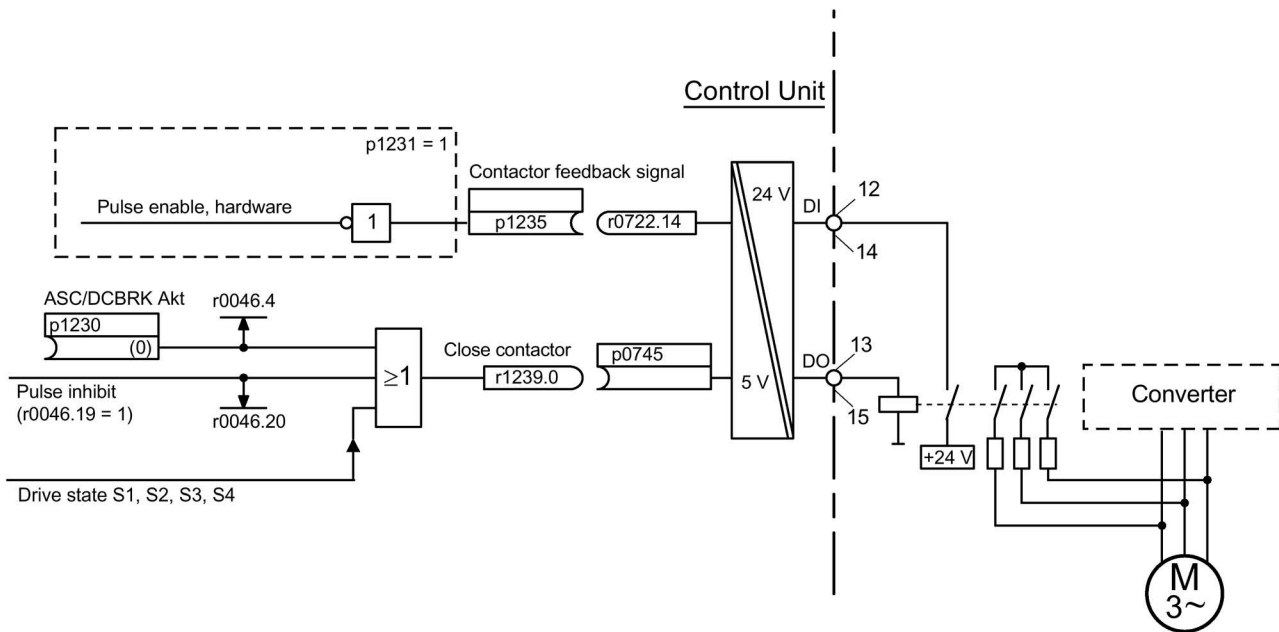 Control Unit
p1231 = 1
Contactor feedback signal
Pulse enable, hardware
1
p1235
r0722.14
24 V
DI
12
14
ASC/DCBRK Akt
r0046.4
p1230
(0)
≥1
Close contactor
r1239.0
p0745
5 V
DO
13
15
Pulse inhibit
(r0046.19 = 1)
r0046.20
Drive state S1, S2, S3, S4
+24 V
Converter
M
3~